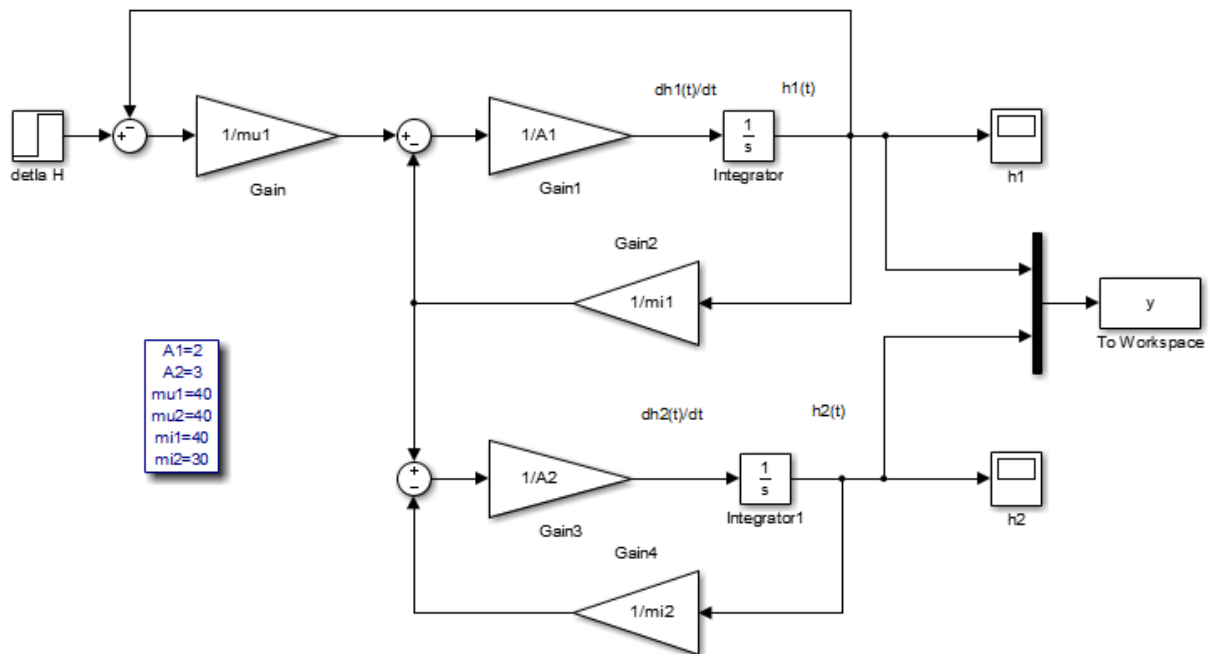 dh1(t)/dt
h1(t)
+
−
1/mu1
+
−
1/A1
1
s
detla H
Gain
Gain1
Integrator
h1
Gain2
1/mi1
y
To Workspace
A1=2
A2=3
mu1=40
mu2=40
mi1=40
mi2=30
dh2(t)/dt
h2(t)
+
−
1/A2
1
s
Gain3
Integrator1
h2
Gain4
1/mi2